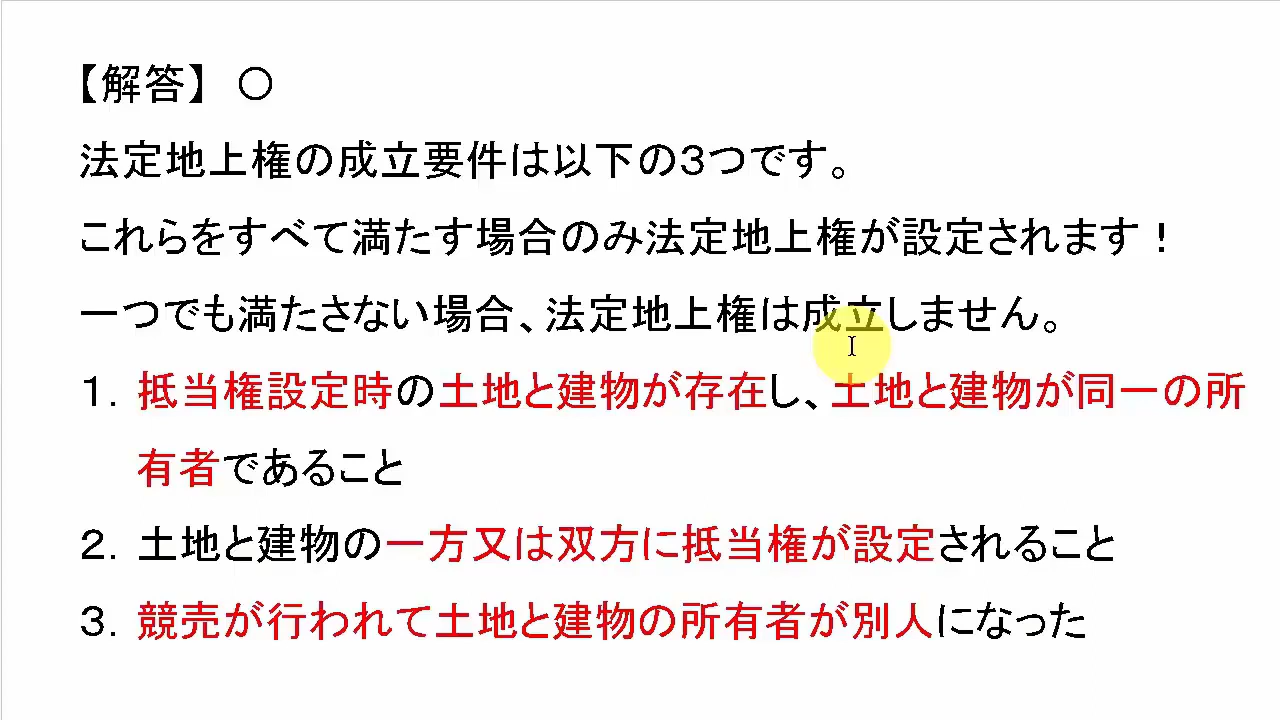 【解答】 ○
法定地上権の成立要件は以下の3つです。
これらをすべて満たす場合のみ法定地上権が設定されます！
一つでも満たさない場合、法定地上権は成立しません。
1. 抵当権設定時の土地と建物が存在し、土地と建物が同一の所
有者であること
2. 土地と建物の一方又は双方に抵当権が設定されること
3. 競売が行われて土地と建物の所有者が別人になった